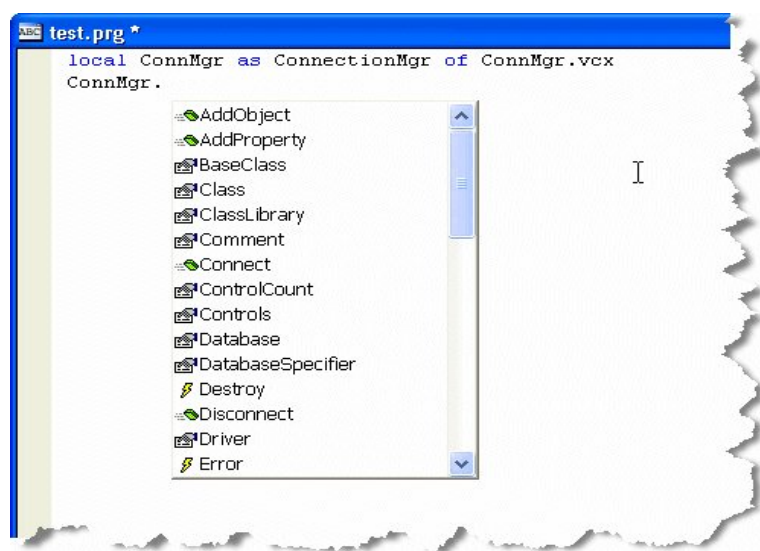 ABC test.prg *
local ConnMgr as ConnectionMgr of ConnMgr.vcx
ConnMgr.
AddObject
AddProperty
BaseClass
Class
ClassLibrary
Comment
Connect
ControlCount
Controls
Database
DatabaseSpecifier
Destroy
Disconnect
Driver
Error